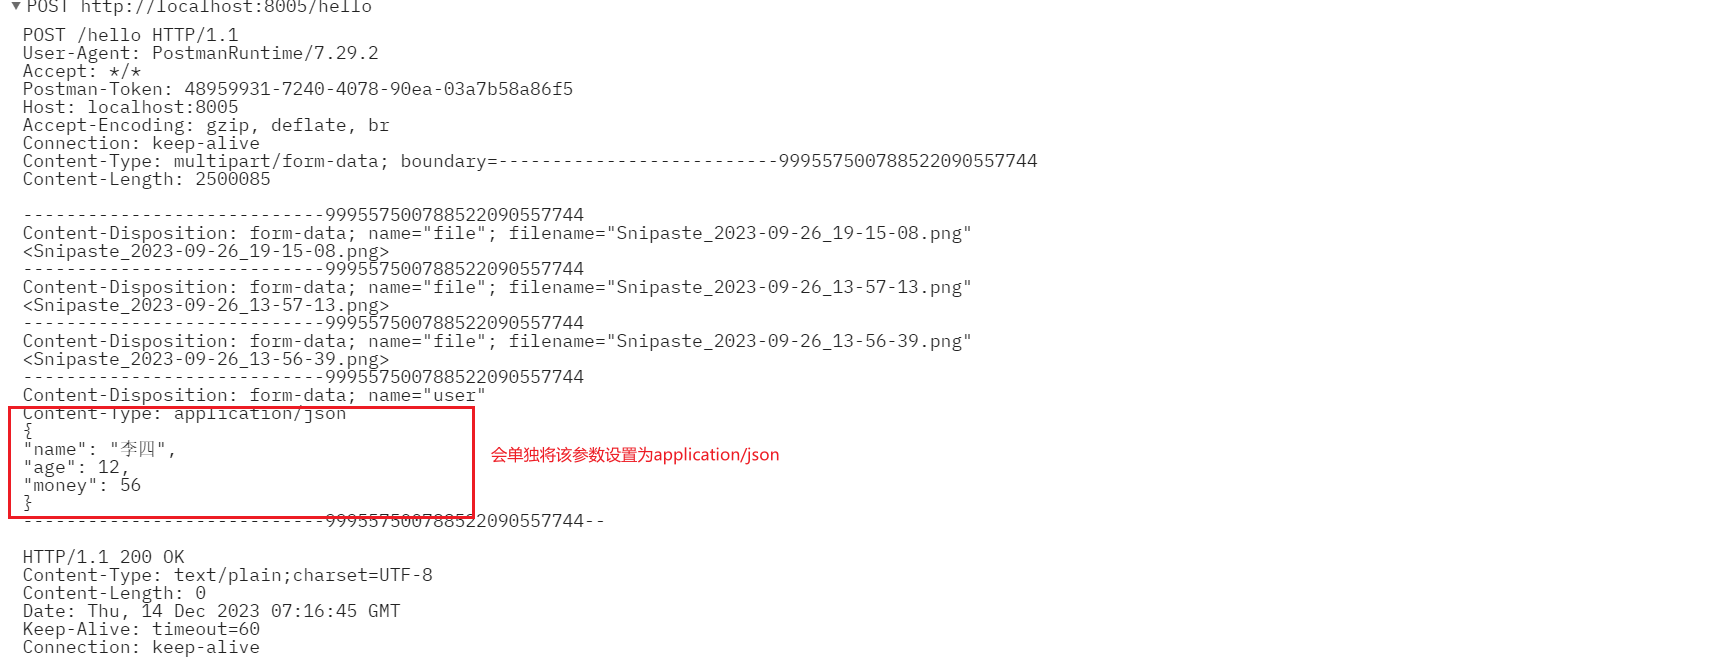 ▼POST http://localhost:8005/hello
POST /hello HTTP/1.1
User-Agent: PostmanRuntime/7.29.2
Accept: */*
Postman-Token: 48959931-7240-4078-90ea-03a7b58a86f5
Host: localhost:8005
Accept-Encoding: gzip, deflate, br
Connection: keep-alive
Content-Type: multipart/form-data; boundary=--------------------------999557500788522090557744
Content-Length: 2500085
----------------------------999557500788522090557744
Content-Disposition: form-data; name="file"; filename="Snipaste_2023-09-26_19-15-08.png"
<Snipaste_2023-09-26_19-15-08.png>
----------------------------999557500788522090557744
Content-Disposition: form-data; name="file"; filename="Snipaste_2023-09-26_13-57-13.png"
<Snipaste_2023-09-26_13-57-13.png>
----------------------------999557500788522090557744
Content-Disposition: form-data; name="file"; filename="Snipaste_2023-09-26_13-56-39.png"
<Snipaste_2023-09-26_13-56-39.png>
----------------------------999557500788522090557744
Content-Disposition: form-data; name="user"
Content-Type: application/json
{
"name": "李四",
会单独将该参数设置为application/json
"age": 12,
"money": 56
}
----------------------------999557500788522090557744--
HTTP/1.1 200 OK
Content-Type: text/plain;charset=UTF-8
Content-Length: 0
Date: Thu, 14 Dec 2023 07:16:45 GMT
Keep-Alive: timeout=60
Connection: keep-alive